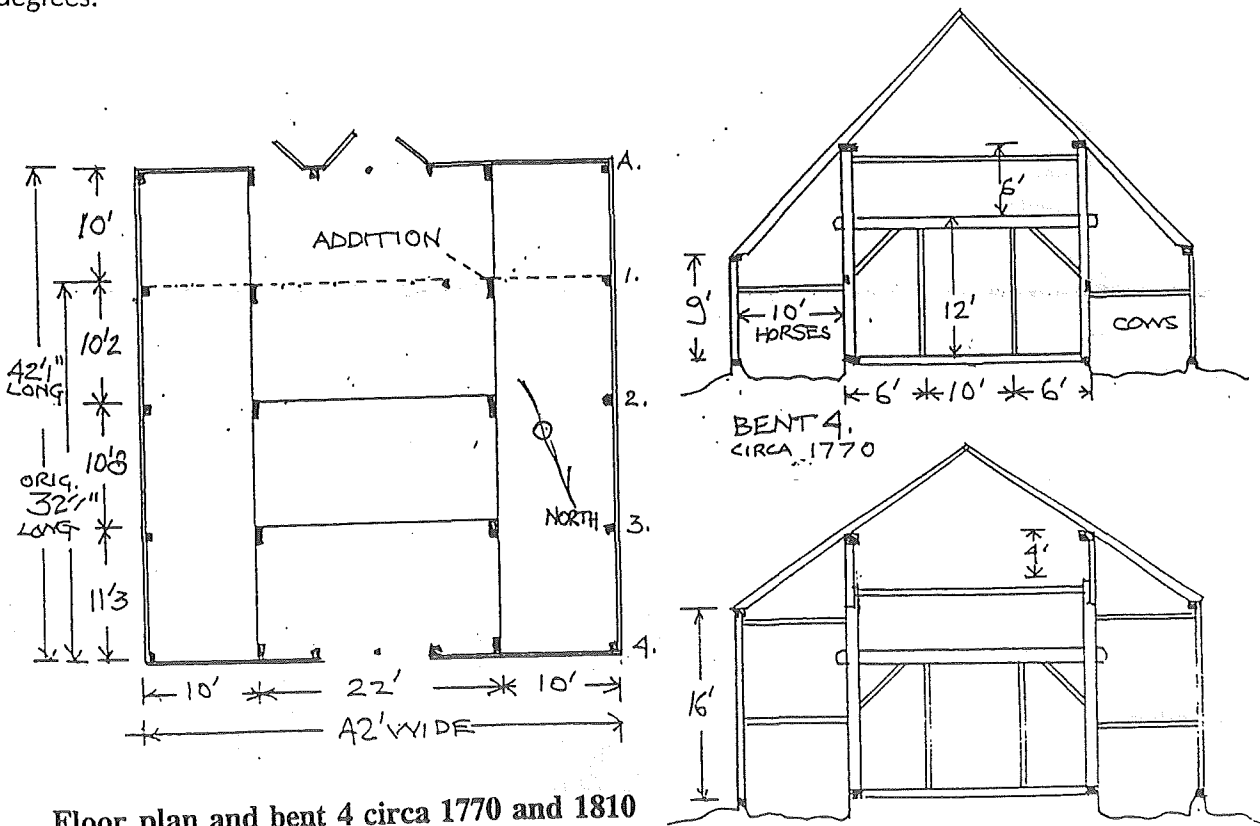 degrees.
A.
10'
ADDITION
1.
10'2
42'1"
LONG
2.
10'8
ORIG.
32'1"
LONG
NORTH
3.
11'3
4.
10'
22'
10'
42' WIDE
6'
9'
10'
HORSES
12'
COWS
6'
10'
6'
BENT 4.
CIRCA 1770
4'
16'
Floor plan and bent 4 circa 1770 and 1810